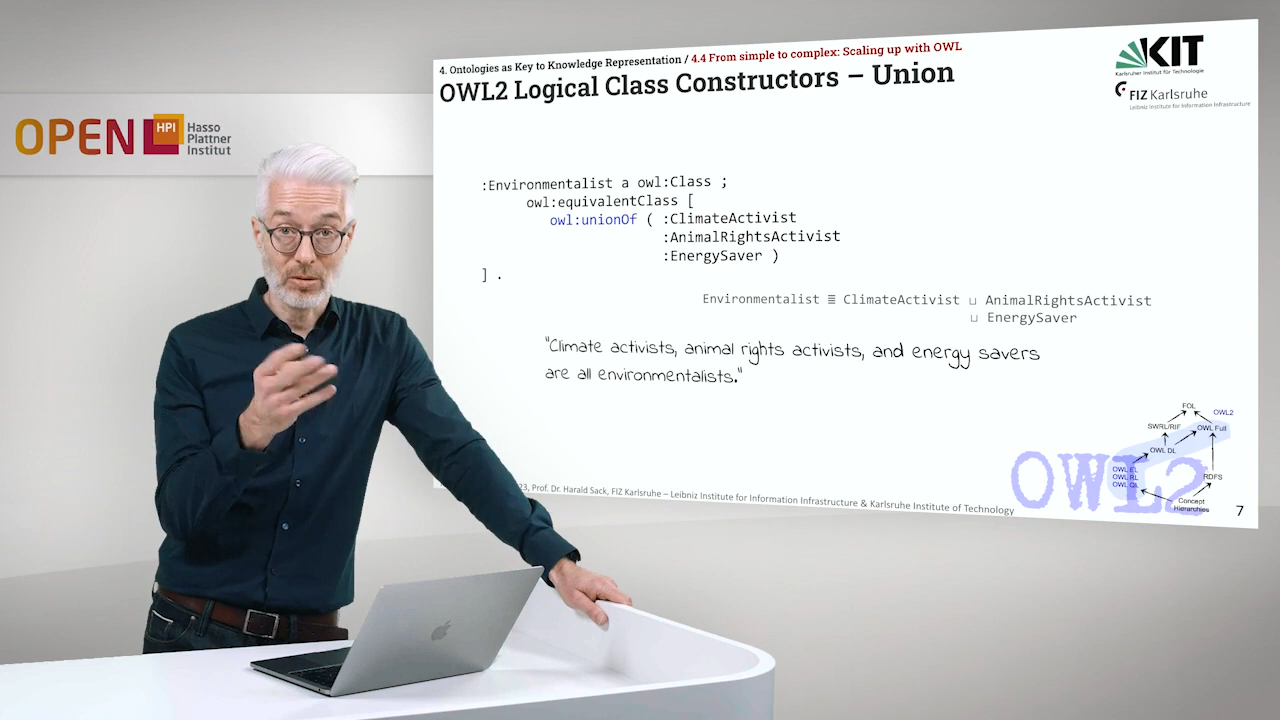 4. Ontologies as Key to Knowledge Representation / 4.4 From simple to complex: Scaling up with OWL
OWL2 Logical Class Constructors – Union
KIT
Karlsruher Institut für Technologie
FIZ Karlsruhe
Leibniz Institute for Information Infrastructure
OPEN HPI Hasso
Plattner
Institut
:Environmentalist a owl:Class ;
owl:equivalentClass [
owl:unionOf ( :ClimateActivist
:AnimalRightsActivist
:EnergySaver )
] .
Environmentalist ≣ ClimateActivist ⊔ AnimalRightsActivist
⊔ EnergySaver
"Climate activists, animal rights activists, and energy savers
are all environmentalists."
FOL
OWL2
SWRL/RIF
OWL Full
OWL DL
OWL EL
OWL RL
OWL QL
RDFS
Concept
Hierarchies
OWL2
23, Prof. Dr. Harald Sack, FIZ Karlsruhe – Leibniz Institute for Information Infrastructure & Karlsruhe Institute of Technology
7